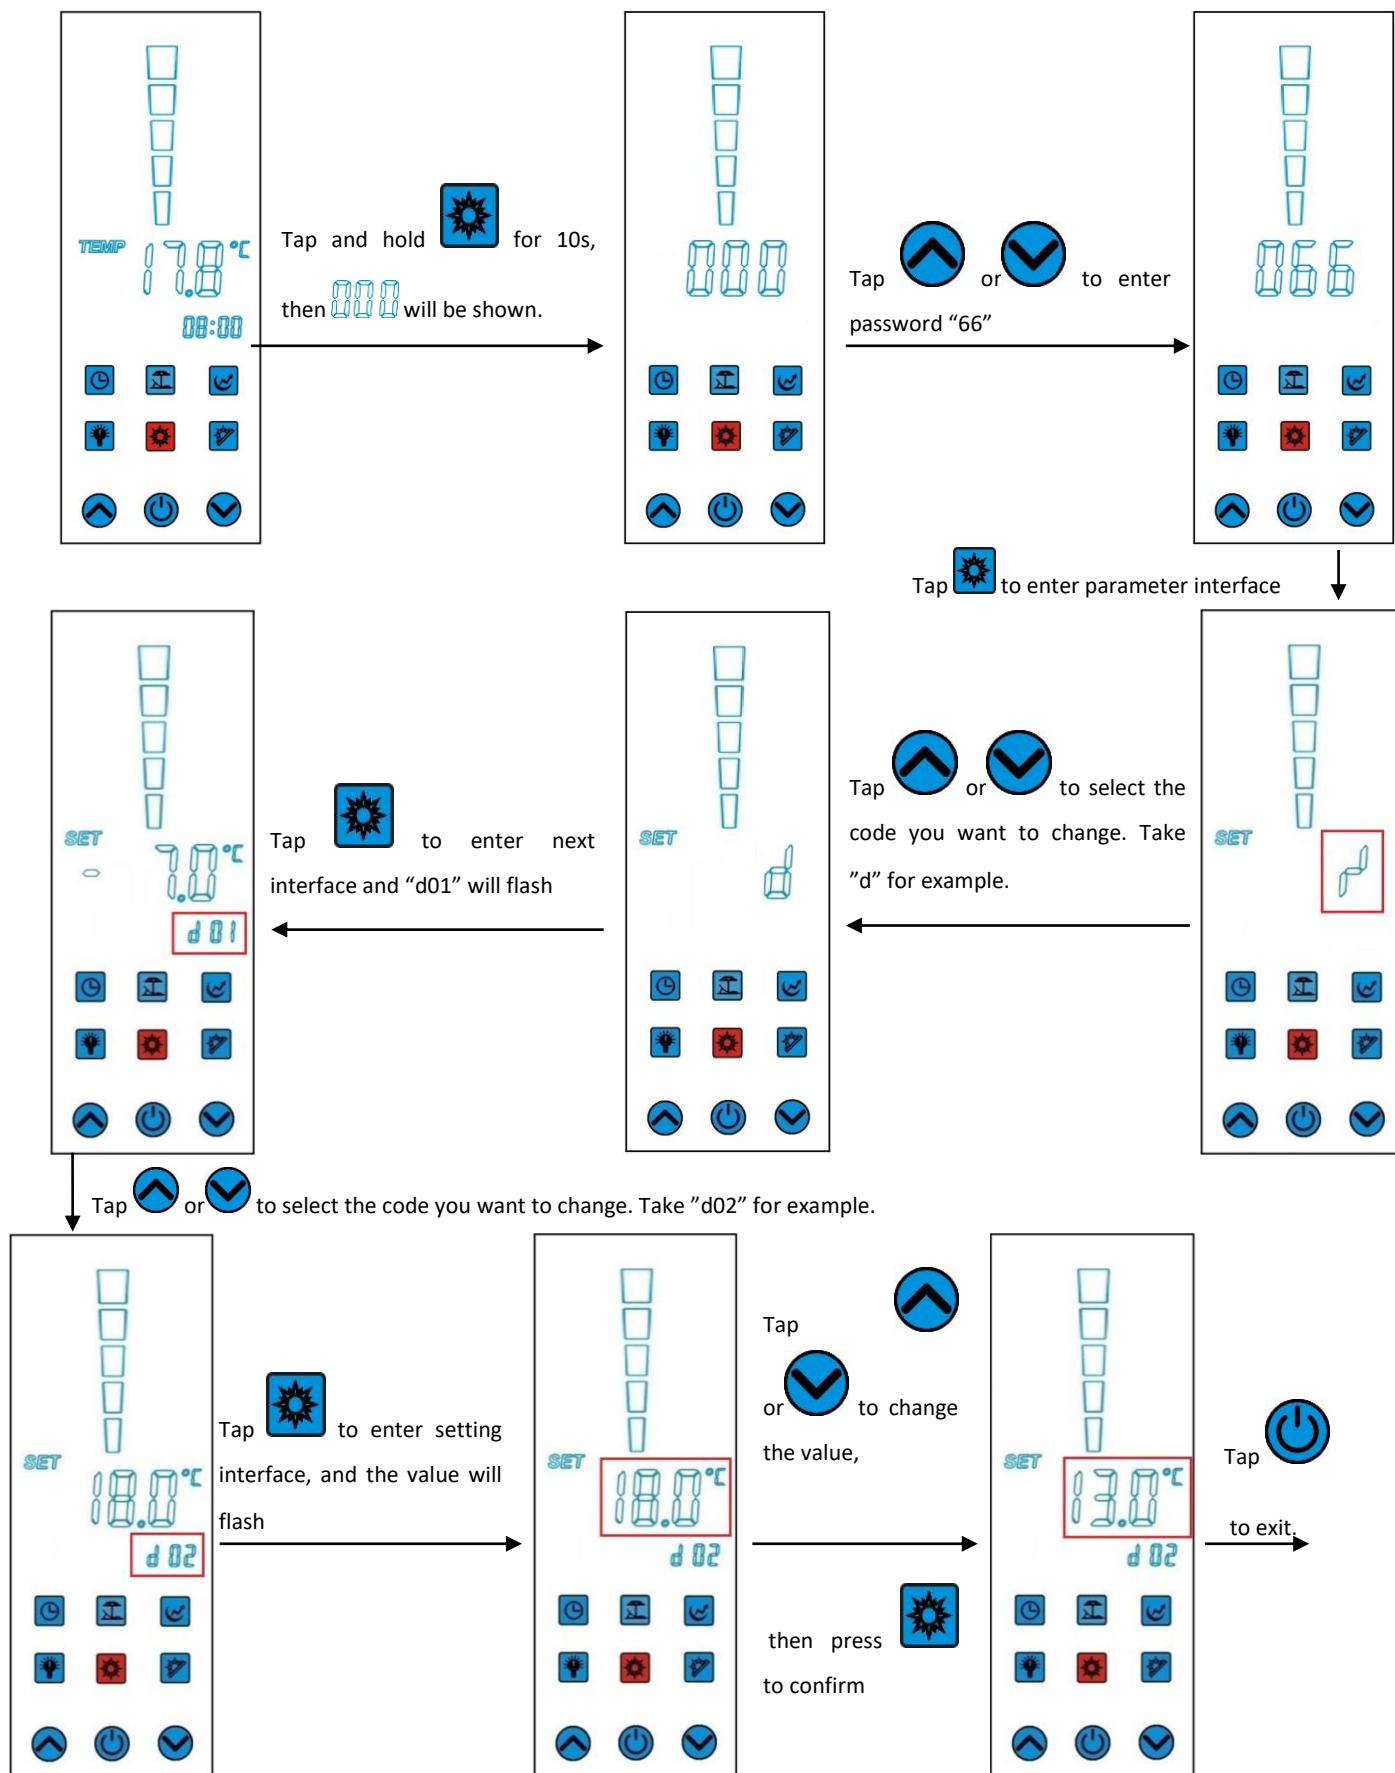 TEMP 17.8 °C
08:00
Tap and hold for 10s,
then 000 will be shown.
000
Tap or to enter
password “66”
066
Tap to enter parameter interface
SET
Tap or to select the
code you want to change. Take
”d” for example.
SET
d
Tap to enter next
interface and “d01” will flash
SET
- 7.0 °C
d 01
Tap or to select the code you want to change. Take ”d02” for example.
SET
18.0 °C
d 02
Tap to enter setting
interface, and the value will
flash
SET
18.0 °C
d 02
Tap
or to change
the value,
then press
to confirm
SET
13.0 °C
d 02
Tap
to exit.